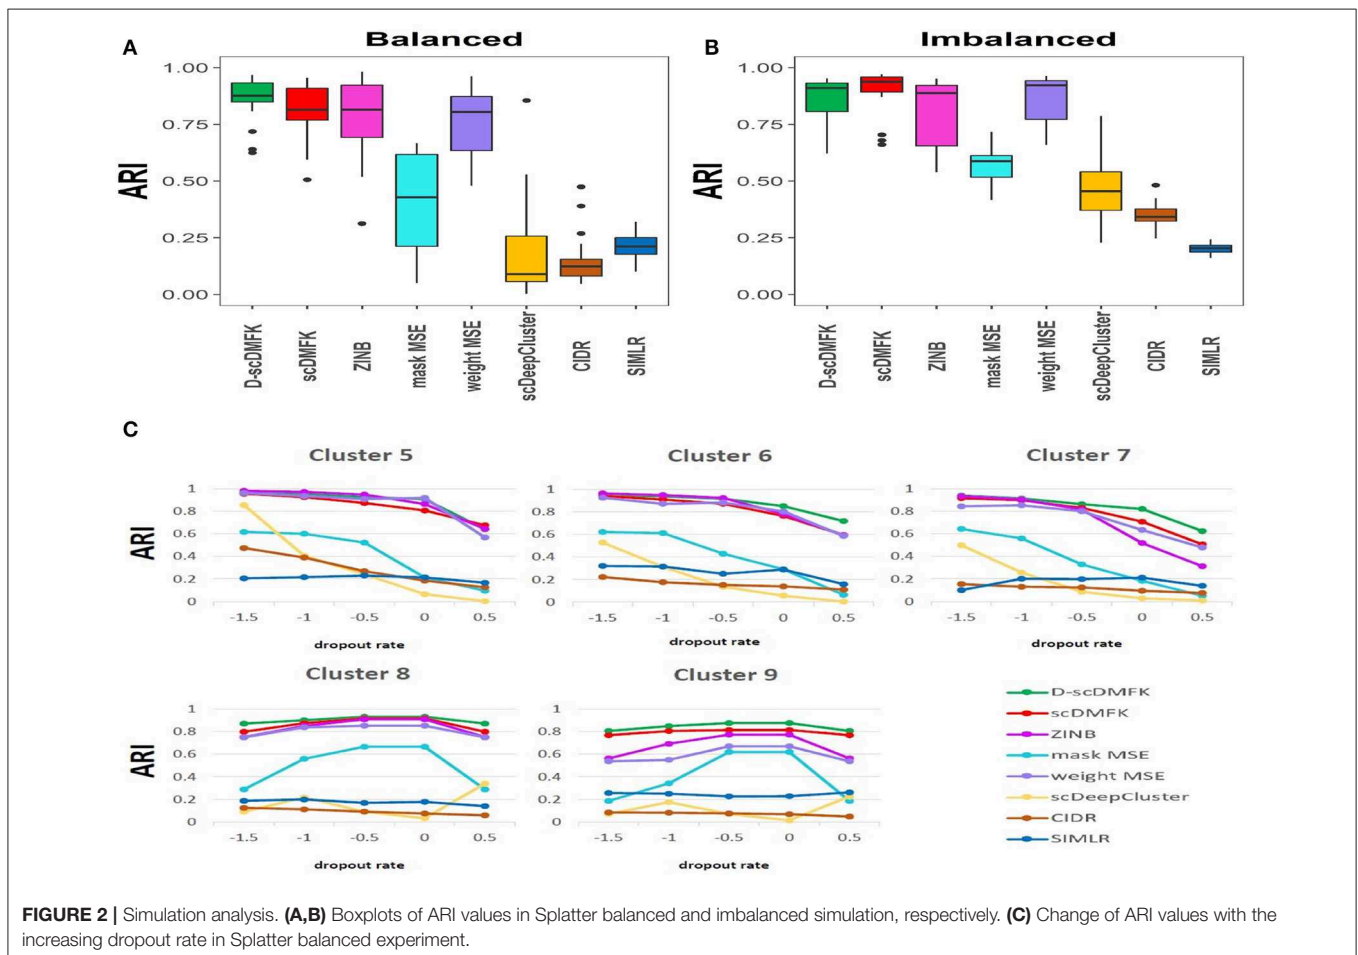 A
Balanced
B
Imbalanced
1.00
0.75
0.50
0.25
0.00
ARI
D-scDMFK
scDMFK
ZINB
mask MSE
weight MSE
scDeepCluster
CIDR
SIMLR
1.00
0.75
0.50
0.25
0.00
ARI
D-scDMFK
scDMFK
ZINB
mask MSE
weight MSE
scDeepCluster
CIDR
SIMLR
C
Cluster 5
1
0.8
0.6
0.4
0.2
0
ARI
-1.5 -1 -0.5 0 0.5
dropout rate
Cluster 6
1
0.8
0.6
0.4
0.2
0
-1.5 -1 -0.5 0 0.5
dropout rate
Cluster 7
1
0.8
0.6
0.4
0.2
0
-1.5 -1 -0.5 0 0.5
dropout rate
Cluster 8
1
0.8
0.6
0.4
0.2
0
ARI
-1.5 -1 -0.5 0 0.5
dropout rate
Cluster 9
1
0.8
0.6
0.4
0.2
0
-1.5 -1 -0.5 0 0.5
dropout rate
D-scDMFK
scDMFK
ZINB
mask MSE
weight MSE
scDeepCluster
CIDR
SIMLR
FIGURE 2 | Simulation analysis. (A,B) Boxplots of ARI values in Splatter balanced and imbalanced simulation, respectively. (C) Change of ARI values with the
increasing dropout rate in Splatter balanced experiment.